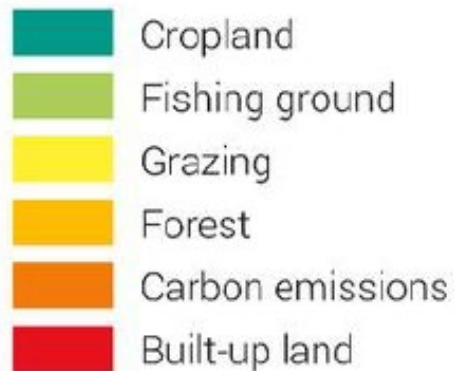 Cropland
Fishing ground
Grazing
Forest
Carbon emissions
Built-up land